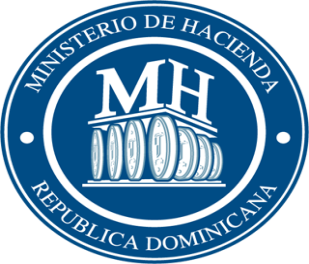 MINISTERIO DE HACIENDA
MH
REPUBLICA DOMINICANA